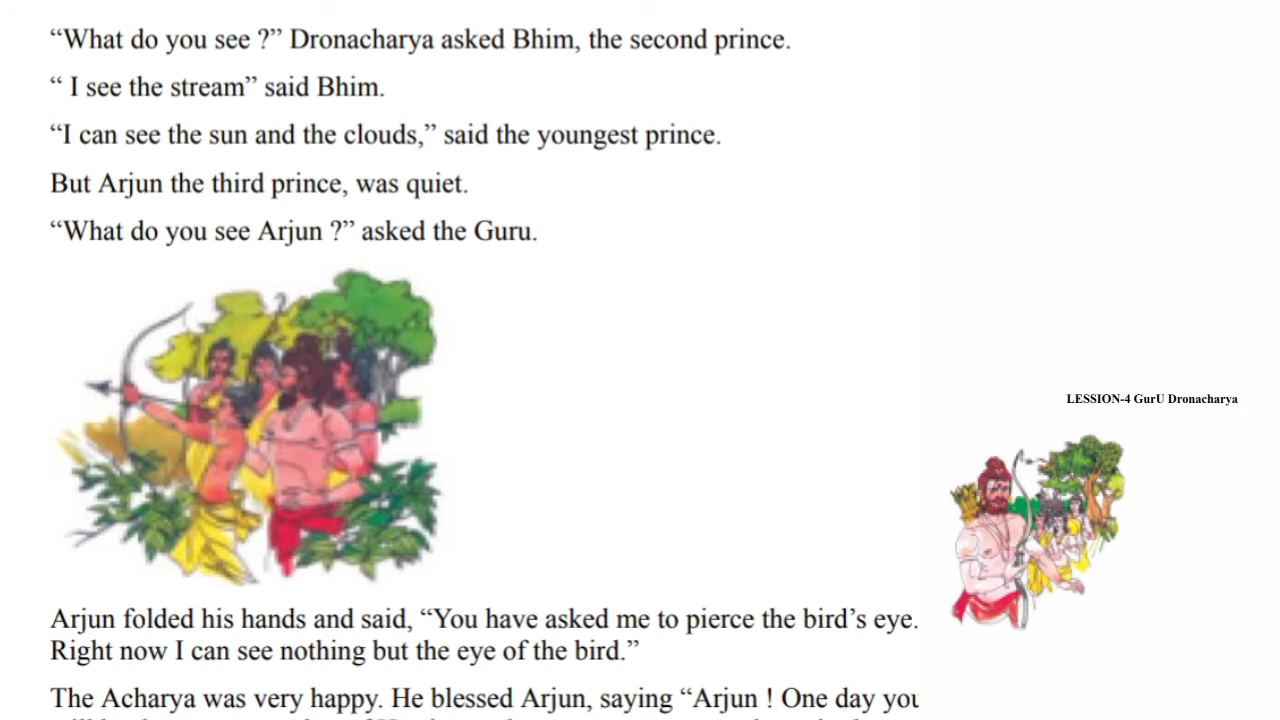 “What do you see ?” Dronacharya asked Bhim, the second prince.
“ I see the stream” said Bhim.
“I can see the sun and the clouds,” said the youngest prince.
But Arjun the third prince, was quiet.
“What do you see Arjun ?” asked the Guru.
LESSION-4 GurU Dronacharya
Arjun folded his hands and said, “You have asked me to pierce the bird’s eye.
Right now I can see nothing but the eye of the bird.”
The Acharya was very happy. He blessed Arjun, saying “Arjun ! One day you